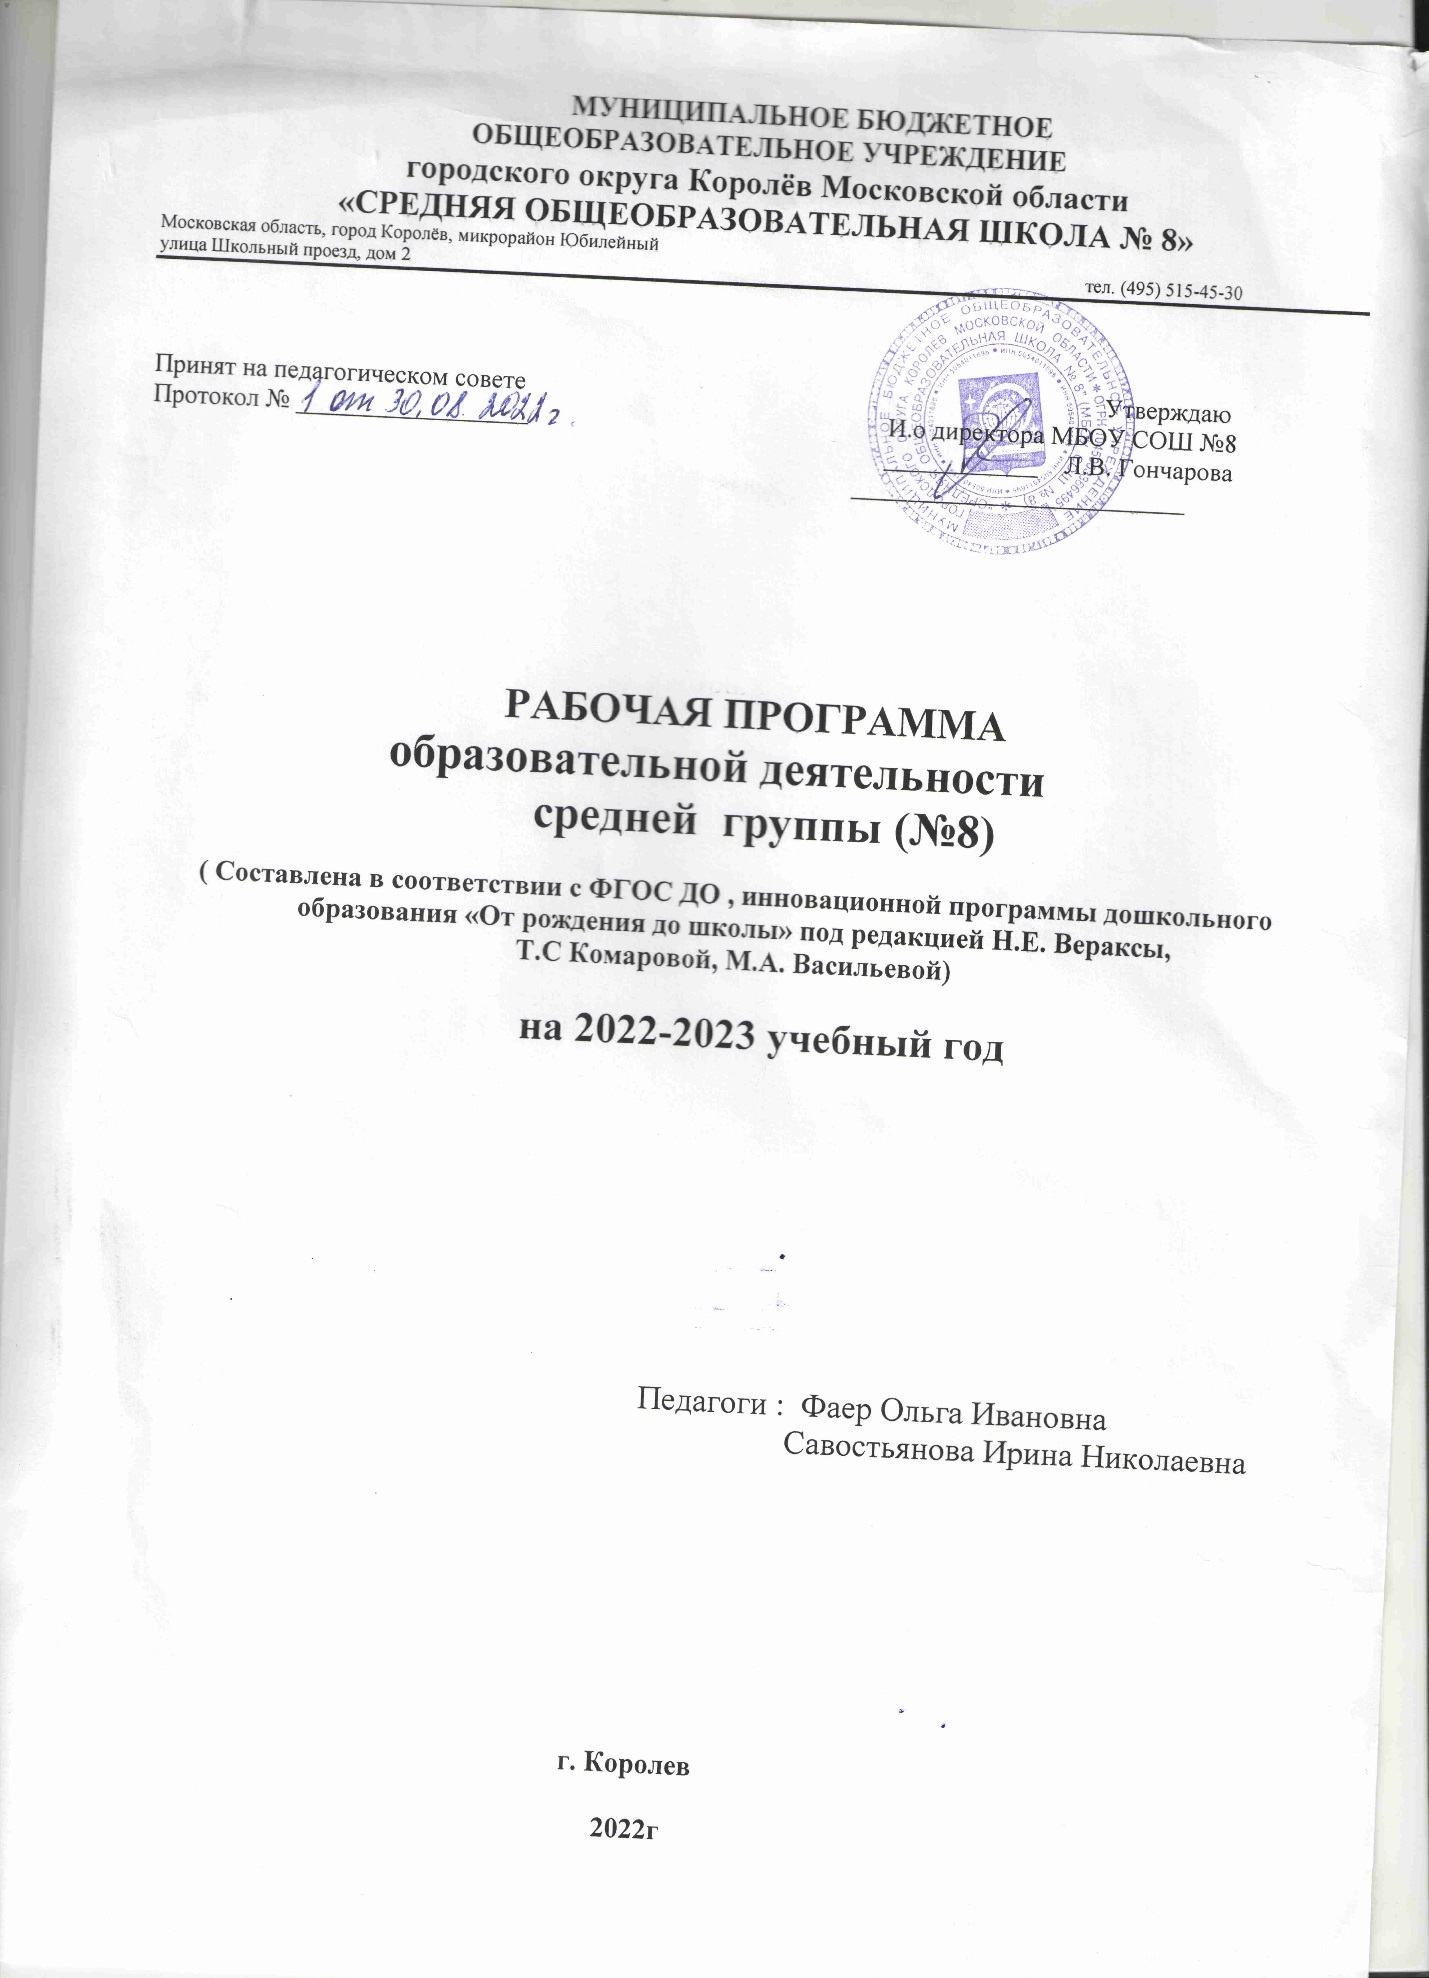 МУНИЦИПАЛЬНОЕ БЮДЖЕТНОЕ
ОБЩЕОБРАЗОВАТЕЛЬНОЕ УЧРЕЖДЕНИЕ
городского округа Королёв Московской области
«СРЕДНЯЯ ОБЩЕОБРАЗОВАТЕЛЬНАЯ ШКОЛА № 8»
Московская область, город Королёв, микрорайон Юбилейный
улица Школьный проезд, дом 2
тел. (495) 515-45-30
Принят на педагогическом совете
Протокол № 1 от 30.08.2022г.
Утверждаю
И.о директора МБОУ СОШ №8
Л.В. Гончарова
РАБОЧАЯ ПРОГРАММА
образовательной деятельности
средней группы (№8)
( Составлена в соответствии с ФГОС ДО , инновационной программы дошкольного
образования «От рождения до школы» под редакцией Н.Е. Вераксы,
Т.С Комаровой, М.А. Васильевой)
на 2022-2023 учебный год
Педагоги : Фаер Ольга Ивановна
Савостьянова Ирина Николаевна
г. Королев
2022г